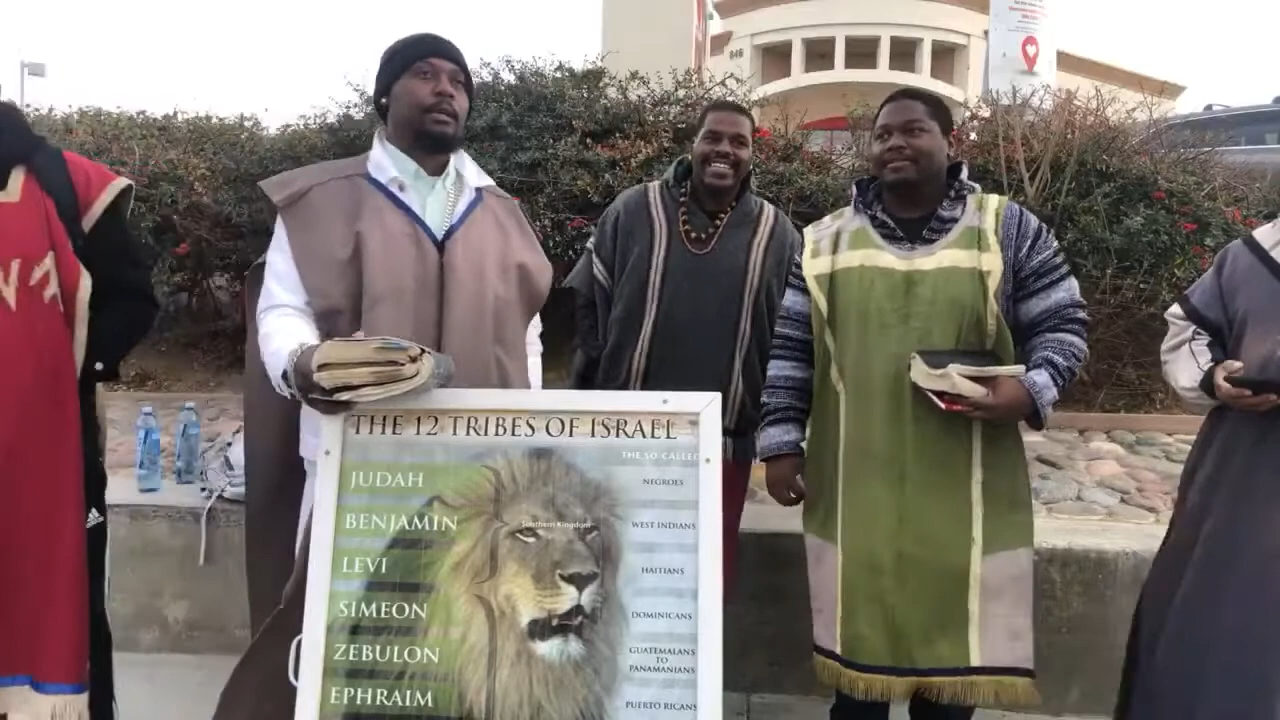 846
THE 12 TRIBES OF ISRAEL
THE SO CALLED
JUDAH
NEGROES
BENJAMIN
Southern Kingdom
WEST INDIANS
LEVI
HAITIANS
SIMEON
DOMINICANS
ZEBULON
GUATEMALANS
TO
PANAMANIANS
EPHRAIM
PUERTO RICANS